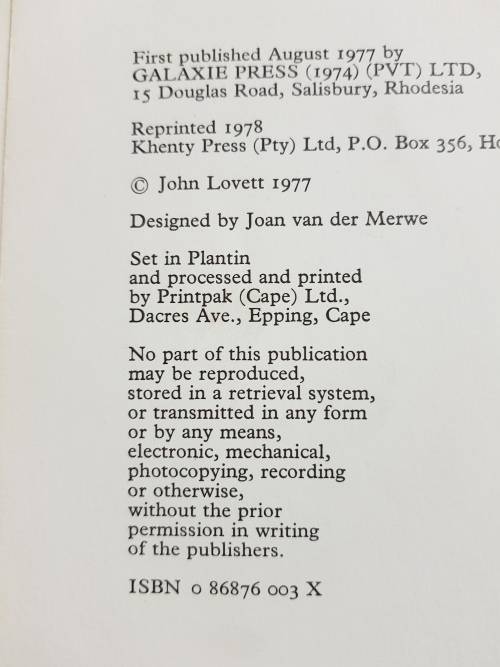 First published August 1977 by
GALAXIE PRESS (1974) (PVT) LTD,
15 Douglas Road, Salisbury, Rhodesia
Reprinted 1978
Khenty Press (Pty) Ltd, P.O. Box 356,
© John Lovett 1977
Designed by Joan van der Merwe
Set in Plantin
and processed and printed
by Printpak (Cape) Ltd.,
Dacres Ave., Epping, Cape
No part of this publication
may be reproduced,
stored in a retrieval system,
or transmitted in any form
or by any means,
electronic, mechanical,
photocopying, recording
or otherwise,
without the prior
permission in writing
of the publishers.
ISBN 0 86876 003 X